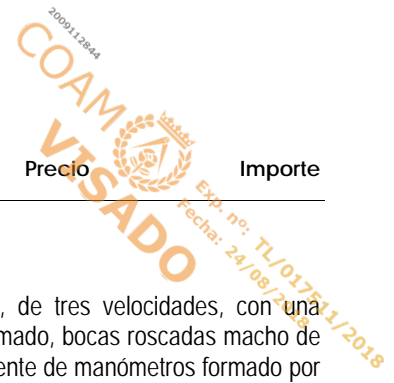 2009112844
COAM
VISADO
Exp. nº: TL/017511/2018
Fecha: 24/08/2018
Precio Importe
, de tres velocidades, con una
mado, bocas roscadas macho de
ente de manómetros formado por